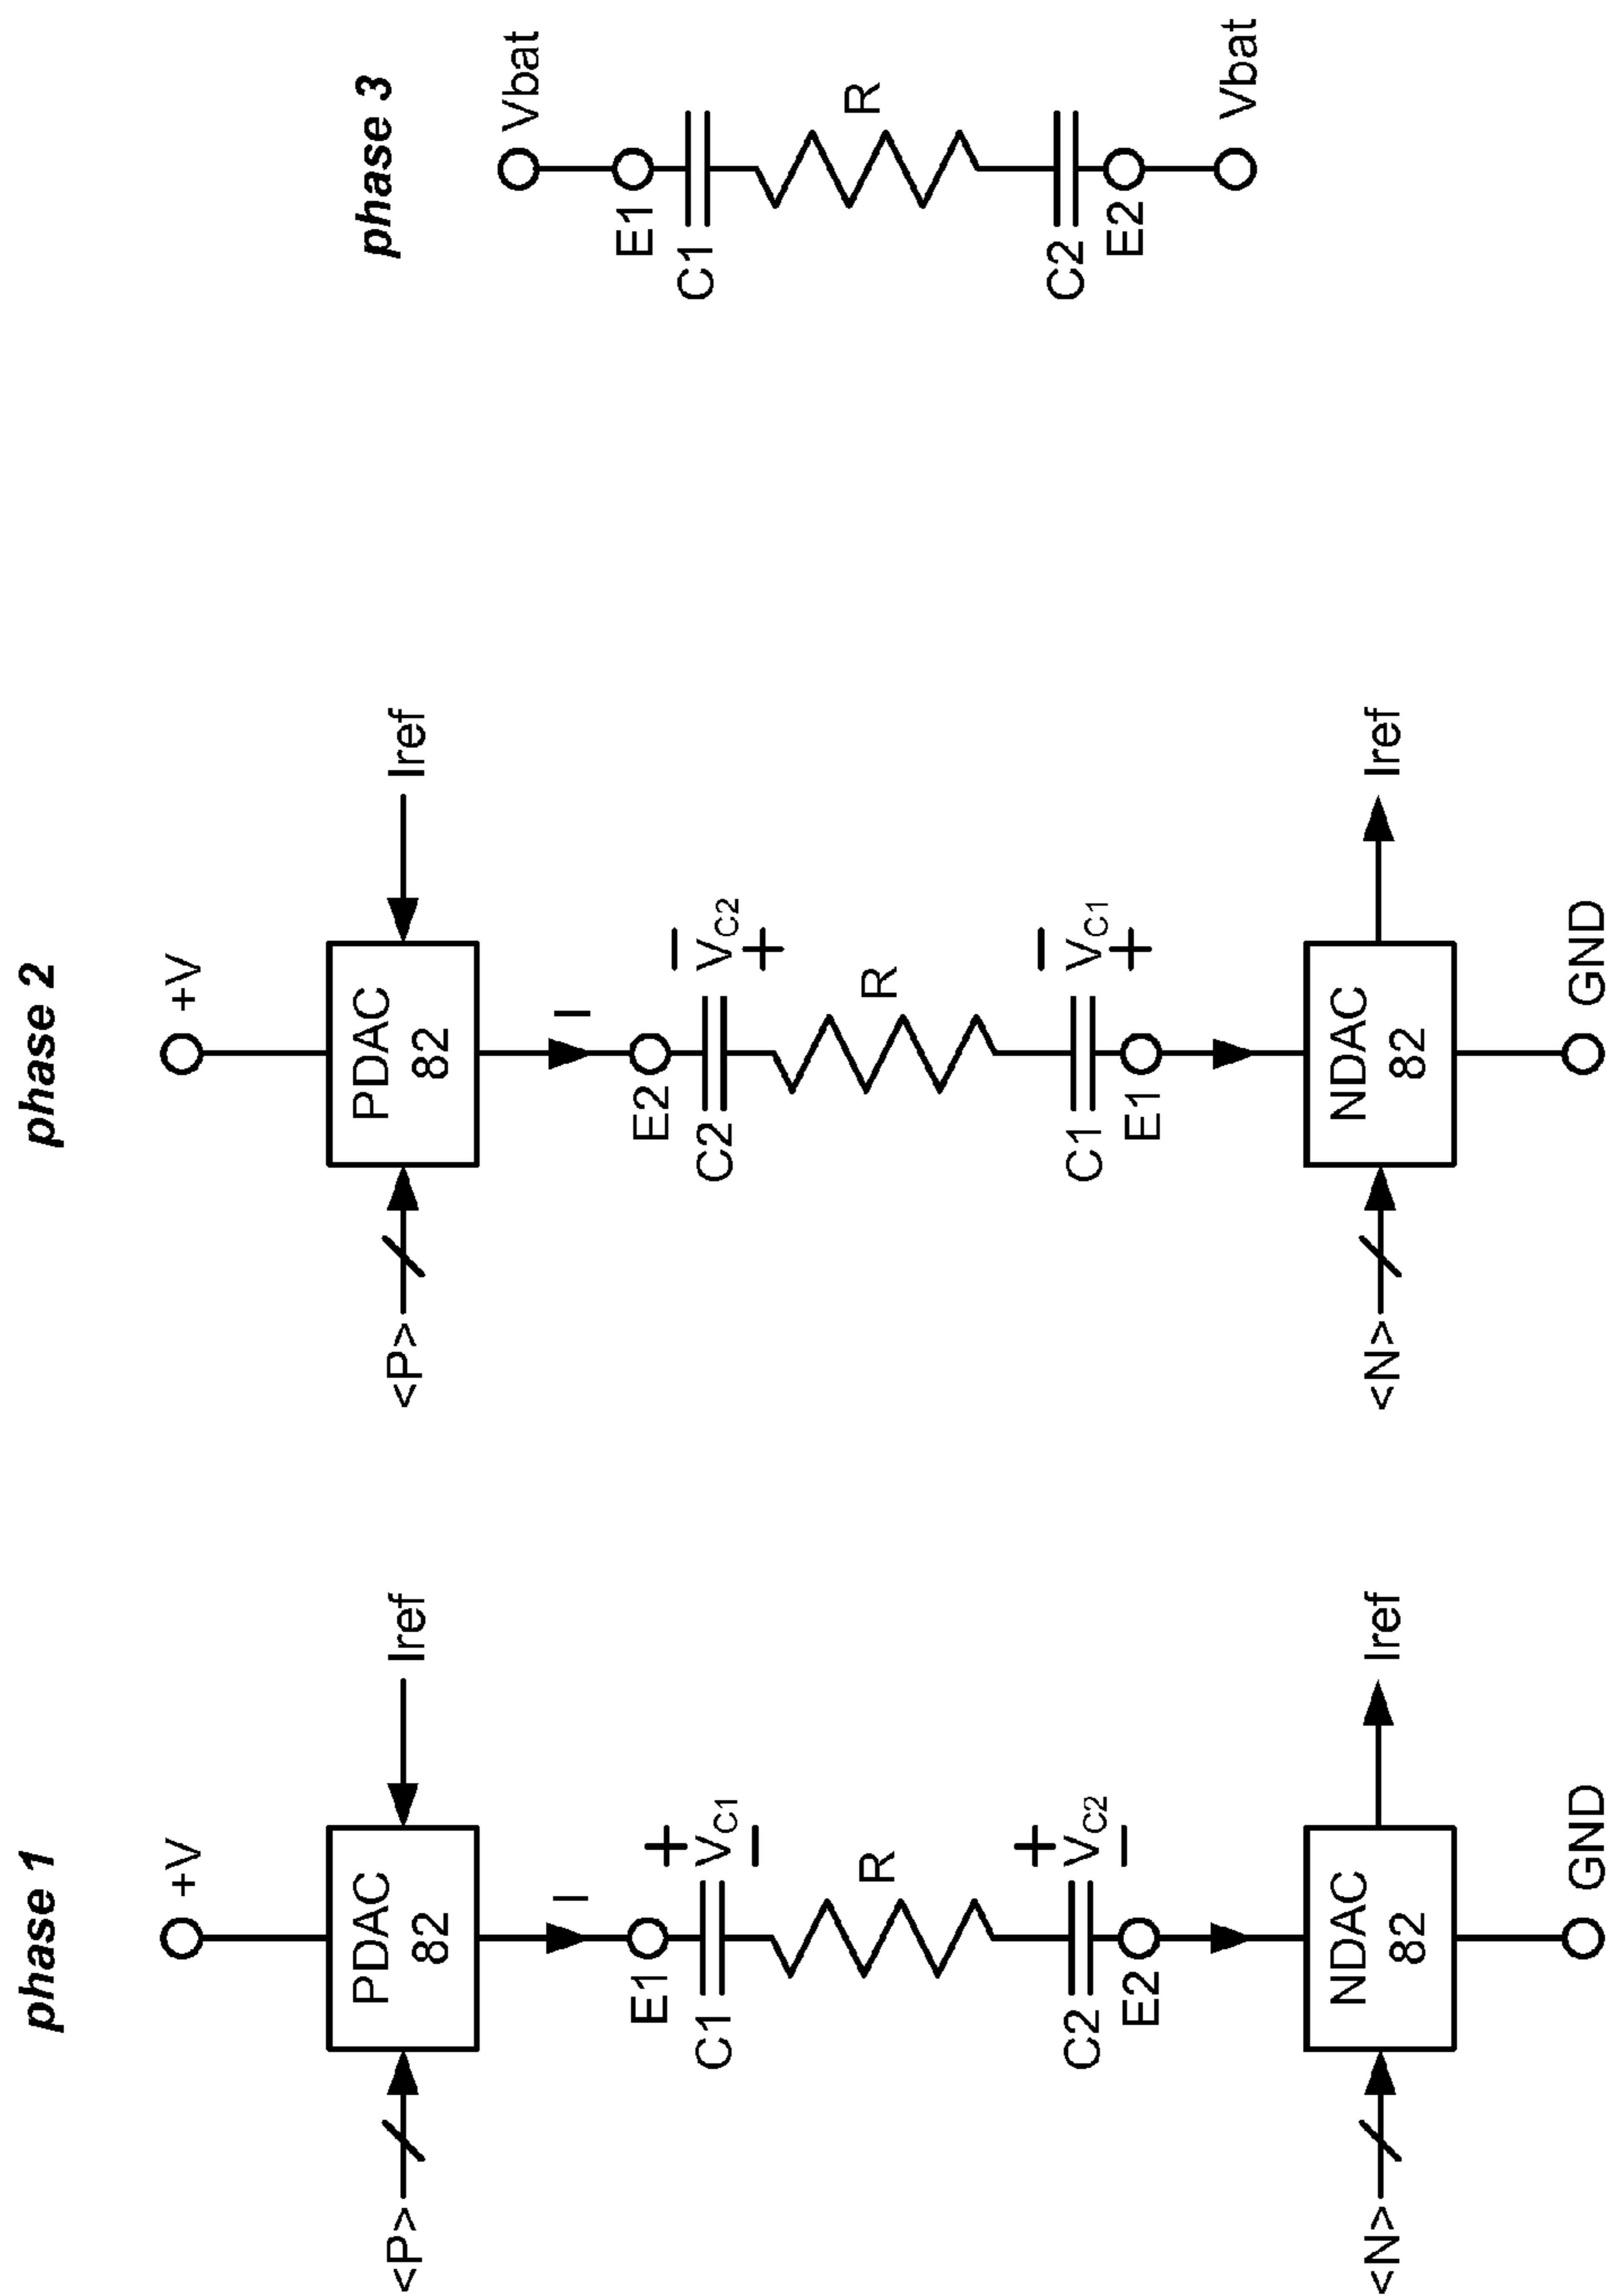 phase 1
+V
<P>
PDAC
82
Iref
I
E1
C1
+
VC1
−
R
C2
+
VC2
−
E2
<N>
NDAC
82
Iref
GND
phase 2
+V
<P>
PDAC
82
Iref
I
E2
C2
−
VC2
+
R
C1
−
VC1
+
E1
<N>
NDAC
82
Iref
GND
phase 3
Vbat
E1
C1
R
C2
E2
Vbat